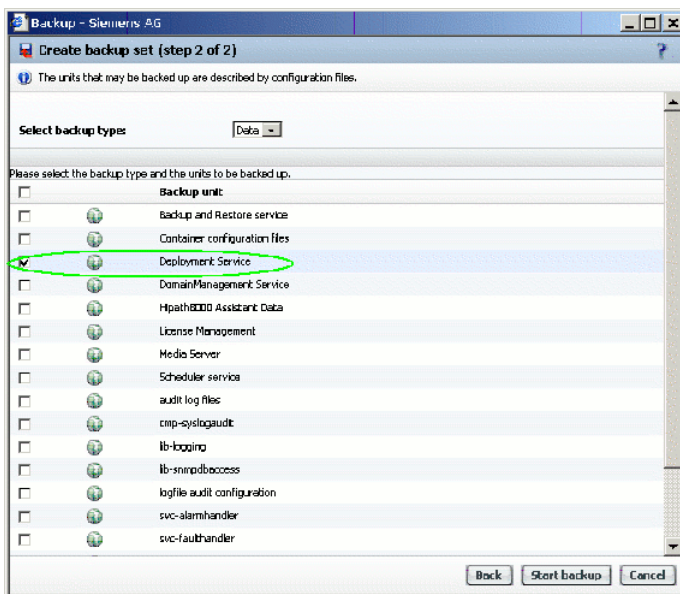 Backup - Siemens AG
Create backup set (step 2 of 2)
?
The units that may be backed up are described by configuration files.
Select backup type: Data
Please select the backup type and the units to be backed up.
Backup unit
Backup and Restore service
Container configuration files
Deployment Service
DomainManagement Service
Hipath8000 Assistant Data
License Management
Media Server
Scheduler service
audit log files
cmp-syslogaudit
lib-logging
lib-snmpdbaccess
logfile audit configuration
svc-alarmhandler
svc-faulthandler
Back Start backup Cancel